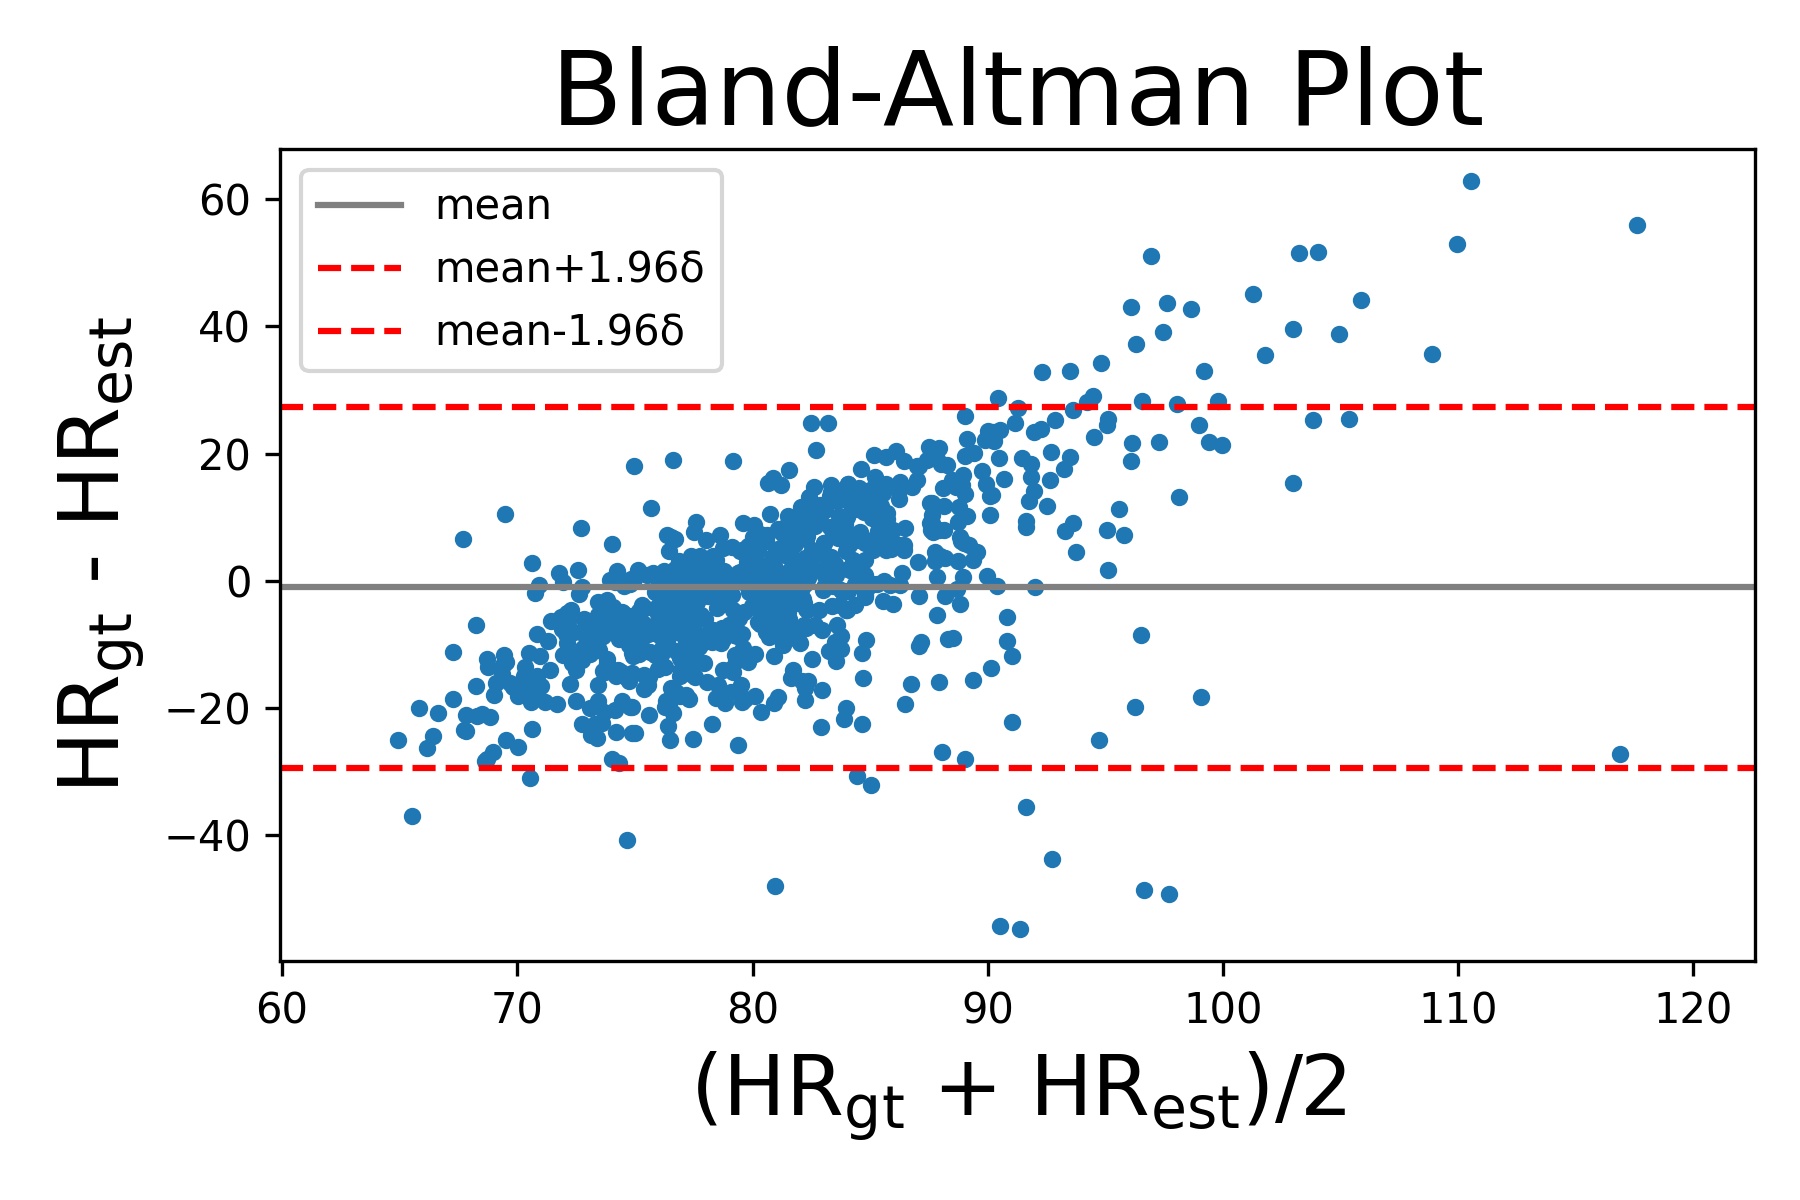 Bland-Altman Plot
mean
mean+1.96δ
mean-1.96δ
60
40
20
0
−20
−40
HRgt - HRest
60 70 80 90 100 110 120
(HRgt + HRest)/2